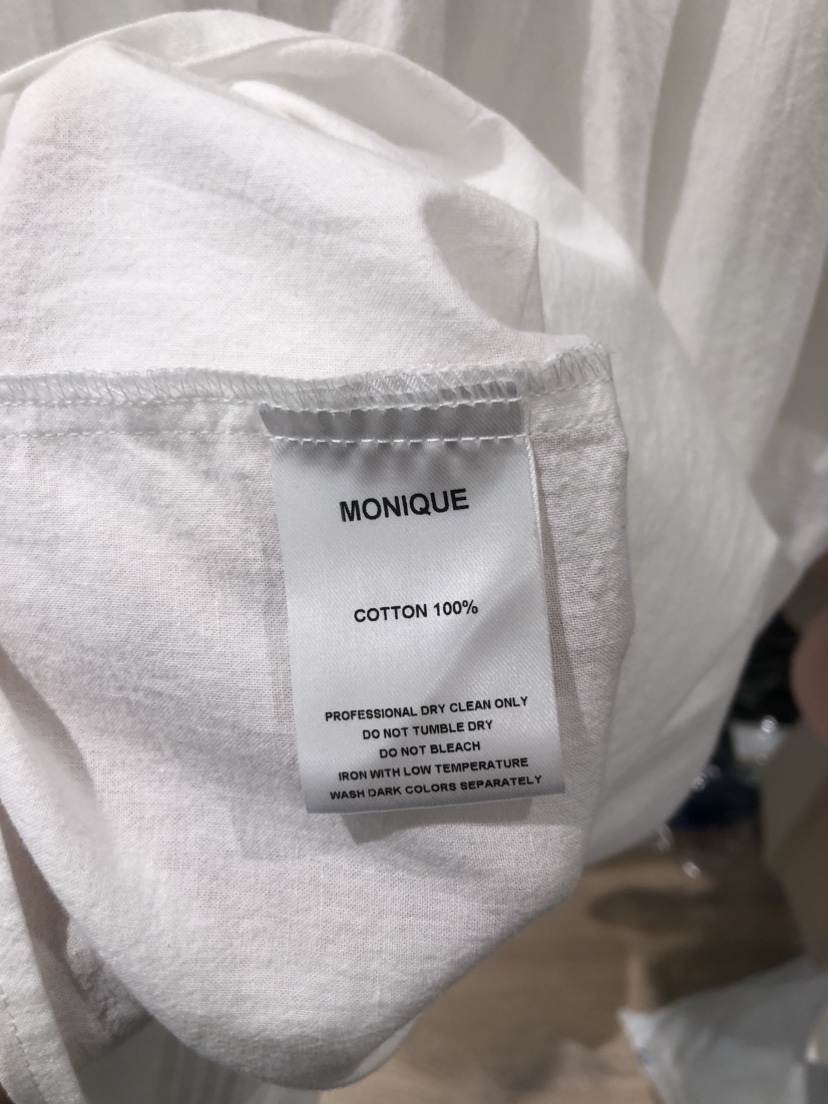 MONIQUE
COTTON 100%
PROFESSIONAL DRY CLEAN ONLY
DO NOT TUMBLE DRY
DO NOT BLEACH
IRON WITH LOW TEMPERATURE
WASH DARK COLORS SEPARATELY